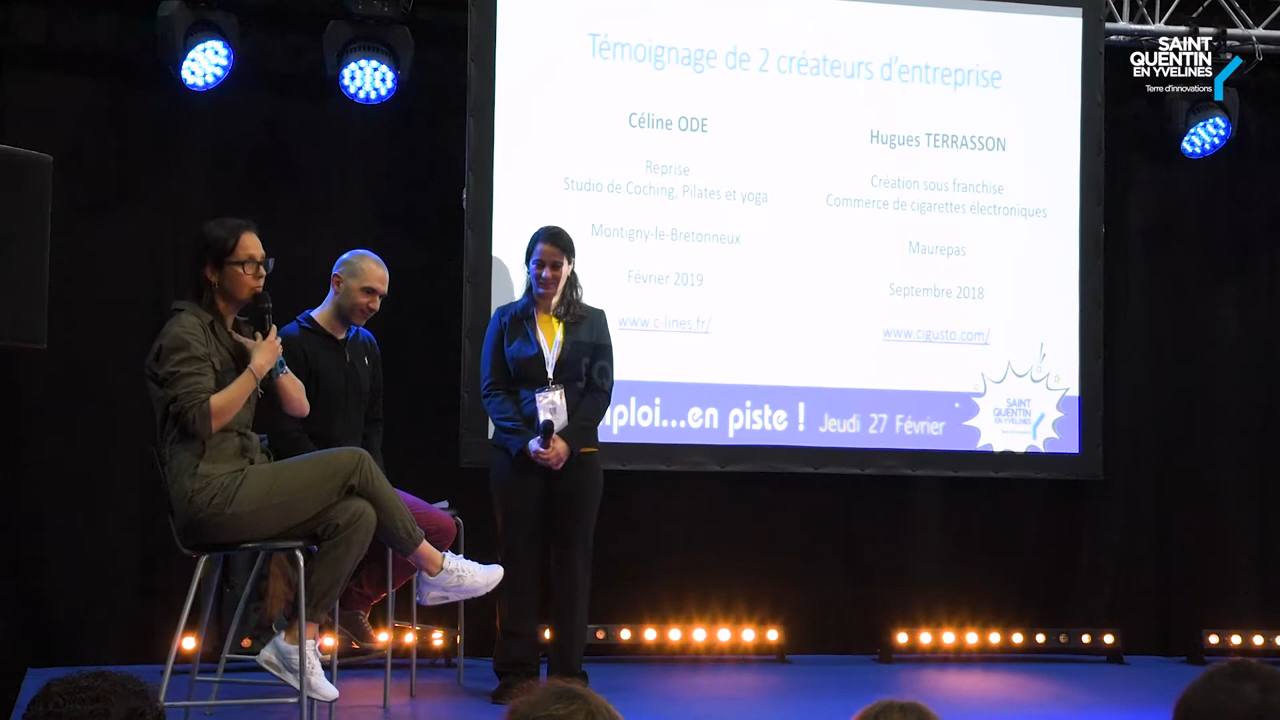 SAINT
QUENTIN
EN YVELINES
Terre d'innovations
Témoignage de 2 créateurs d'entreprise
Céline ODE
Reprise
Studio de Coching, Pilates et yoga
Montigny-le-Bretonneux
Février 2019
www.c-lines.fr/
Hugues TERRASSON
Création sous franchise
Commerce de cigarettes électroniques
Maurepas
Septembre 2018
www.cigusto.com/
mploi...en piste ! Jeudi 27 Février
SAINT
QUENTIN
EN YVELINES